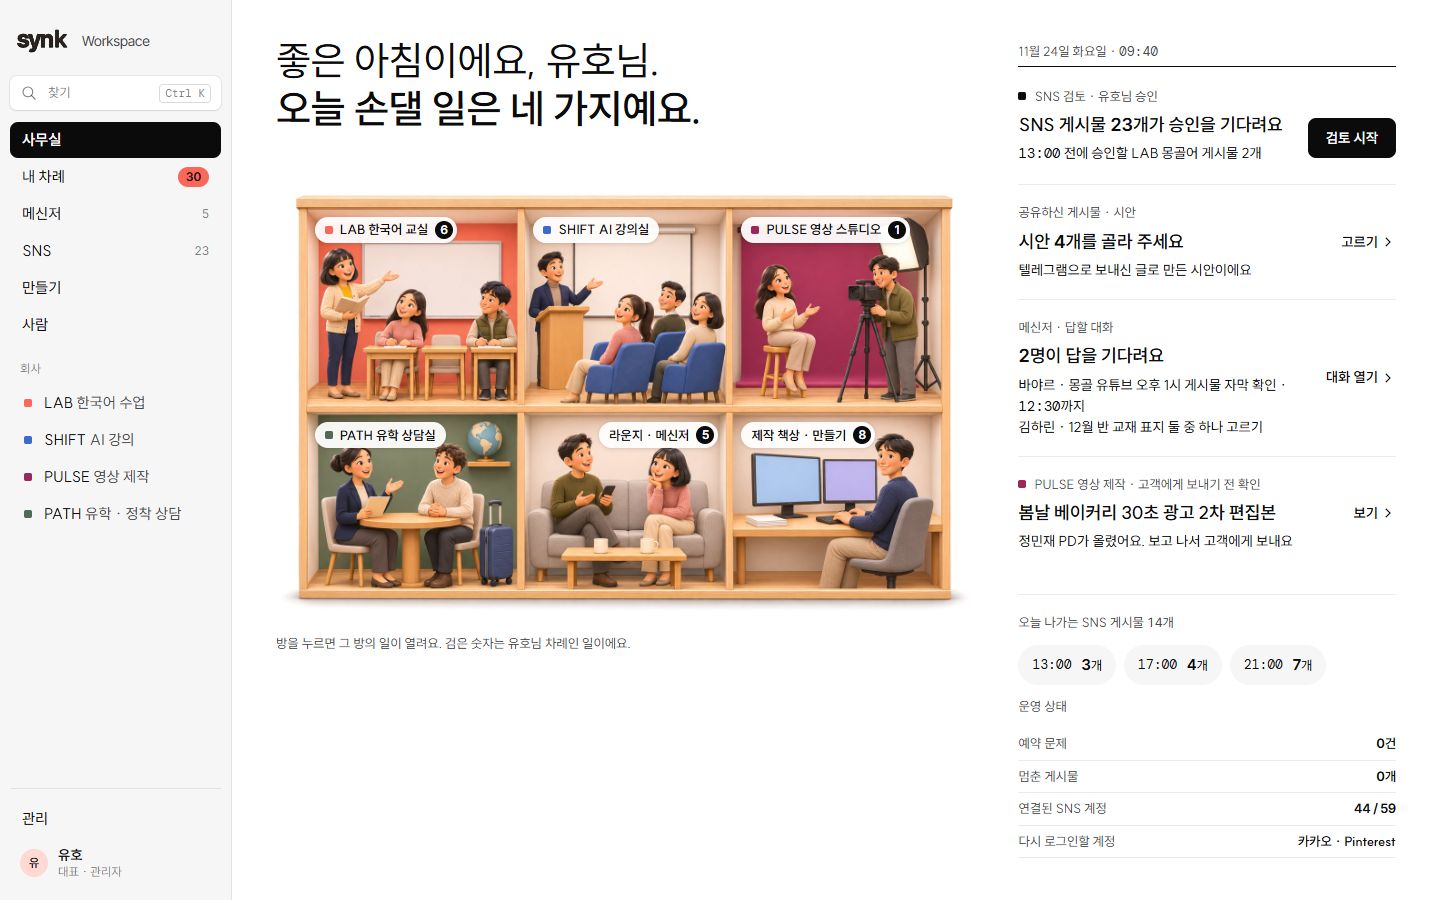 synk Workspace
찾기 Ctrl K
사무실
내 차례 30
메신저 5
SNS 23
만들기
사람
회사
LAB 한국어 수업
SHIFT AI 강의
PULSE 영상 제작
PATH 유학 · 정착 상담
관리
유 유호
대표 · 관리자
좋은 아침이에요, 유호님.
오늘 손댈 일은 네 가지예요.
LAB 한국어 교실 6
SHIFT AI 강의실
PULSE 영상 스튜디오 1
PATH 유학 상담실
라운지 · 메신저 5
제작 책상 · 만들기 8
방을 누르면 그 방의 일이 열려요. 검은 숫자는 유호님 차례인 일이에요.
11월 24일 화요일 · 09:40
SNS 검토 · 유호님 승인
SNS 게시물 23개가 승인을 기다려요
13:00 전에 승인할 LAB 몽골어 게시물 2개
검토 시작
공유하신 게시물 · 시안
시안 4개를 골라 주세요
텔레그램으로 보내신 글로 만든 시안이에요
고르기
메신저 · 답할 대화
2명이 답을 기다려요
바야르 · 몽골 유튜브 오후 1시 게시물 자막 확인 ·
12:30까지
김하린 · 12월 반 교재 표지 둘 중 하나 고르기
대화 열기
PULSE 영상 제작 · 고객에게 보내기 전 확인
봄날 베이커리 30초 광고 2차 편집본
정민재 PD가 올렸어요. 보고 나서 고객에게 보내요
보기
오늘 나가는 SNS 게시물 14개
13:00 3개 17:00 4개 21:00 7개
운영 상태
예약 문제 0건
멈춘 게시물 0개
연결된 SNS 계정 44 / 59
다시 로그인할 계정 카카오 · Pinterest